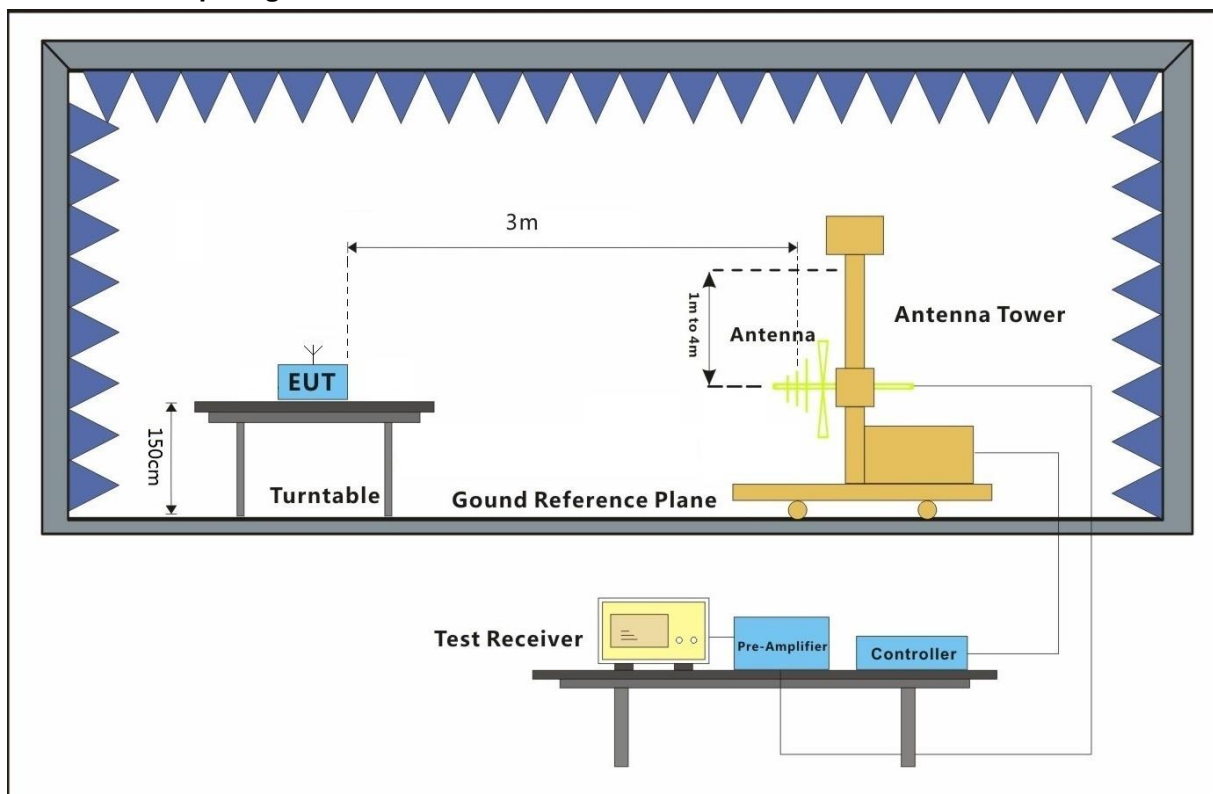 3m
1m to 4m
Antenna
Antenna Tower
EUT
150cm
Turntable
Gound Reference Plane
Test Receiver
Pre-Amplifier
Controller